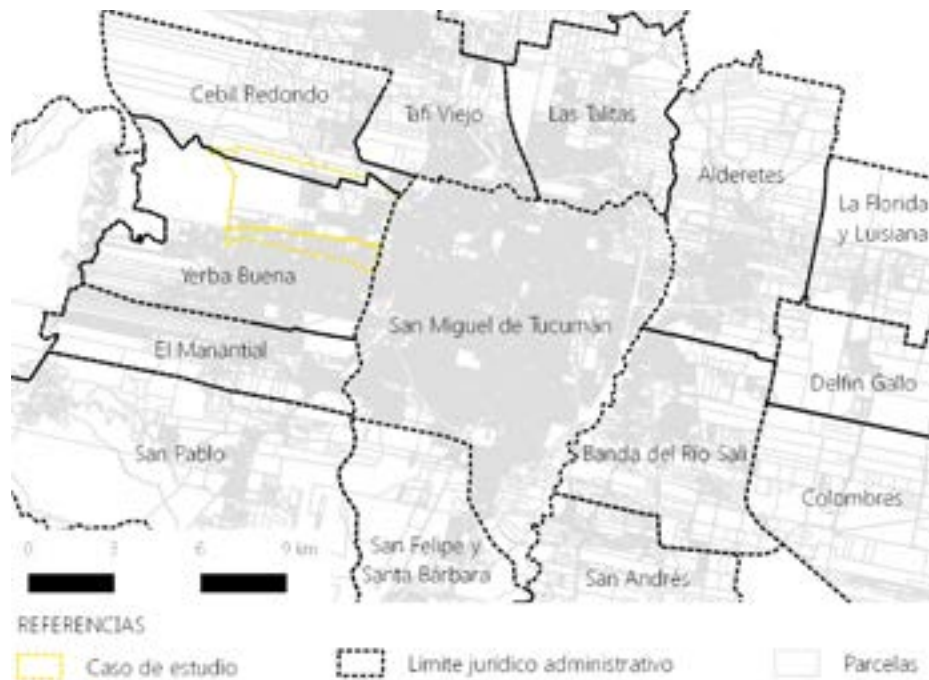 Cebil Redondo
Tafi Viejo
Las Talitas
Alderetes
La Florida
y Luisiana
Yerba Buena
San Miguel de Tucumán
El Manantial
Delfin Gallo
San Pablo
Banda del Río Salí
Colombres
0 3 6 9 km
San Felipe y
Santa Bárbara
San Andrés
REFERENCIAS
Caso de estudio
Límite jurídico administrativo
Parcelas